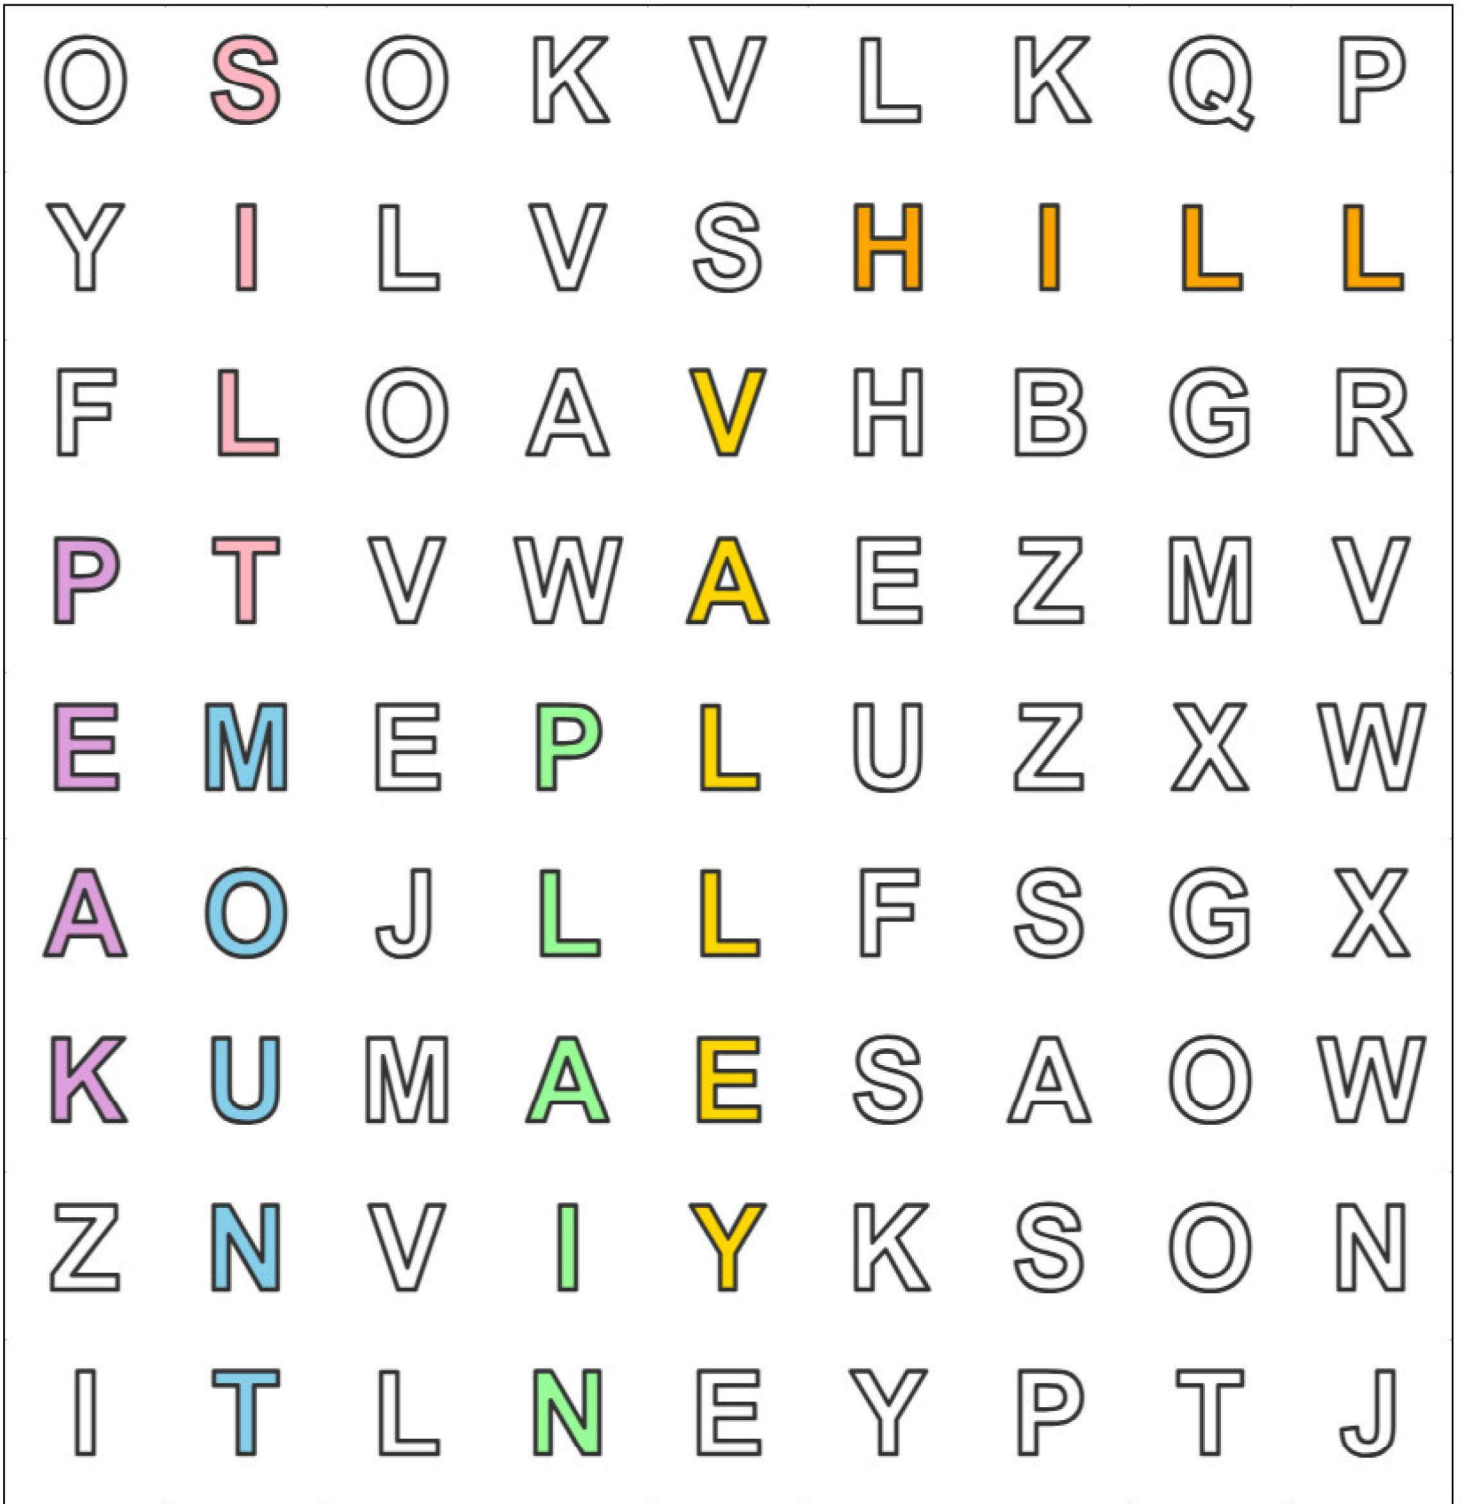 O S O K V L K Q P
Y I L V S H I L L
F L O A V H B G R
P T V W A E Z M V
E M E P L U Z X W
A O J L L F S G X
K U M A E S A O W
Z N V I Y K S O N
I T L N E Y P T J